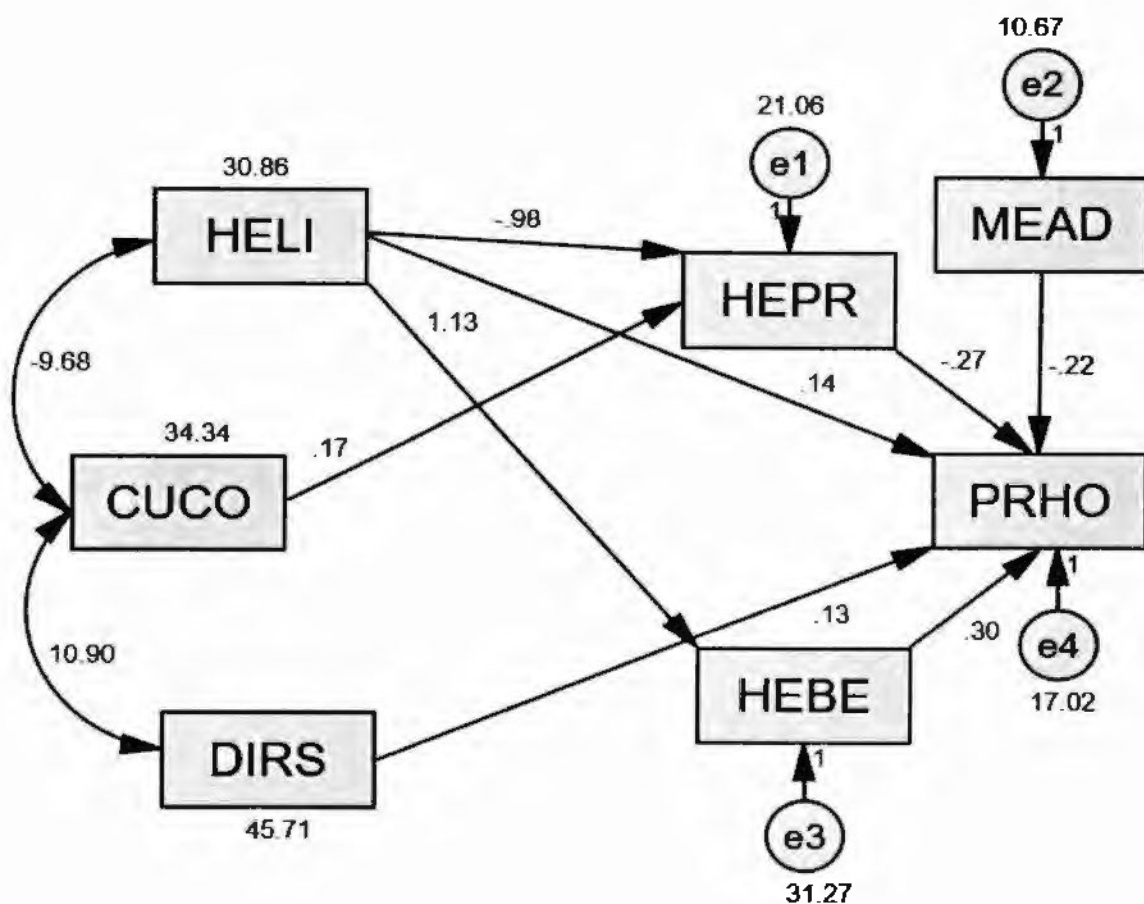 10.67
e2
1
21.06
e1
1
30.86
HELI
-.98
MEAD
HEPR
1.13
-9.68
.14
-.27
-.22
34.34
.17
CUCO
PRHO
1
.13
.30
e4
10.90
HEBE
17.02
DIRS
1
45.71
e3
31.27